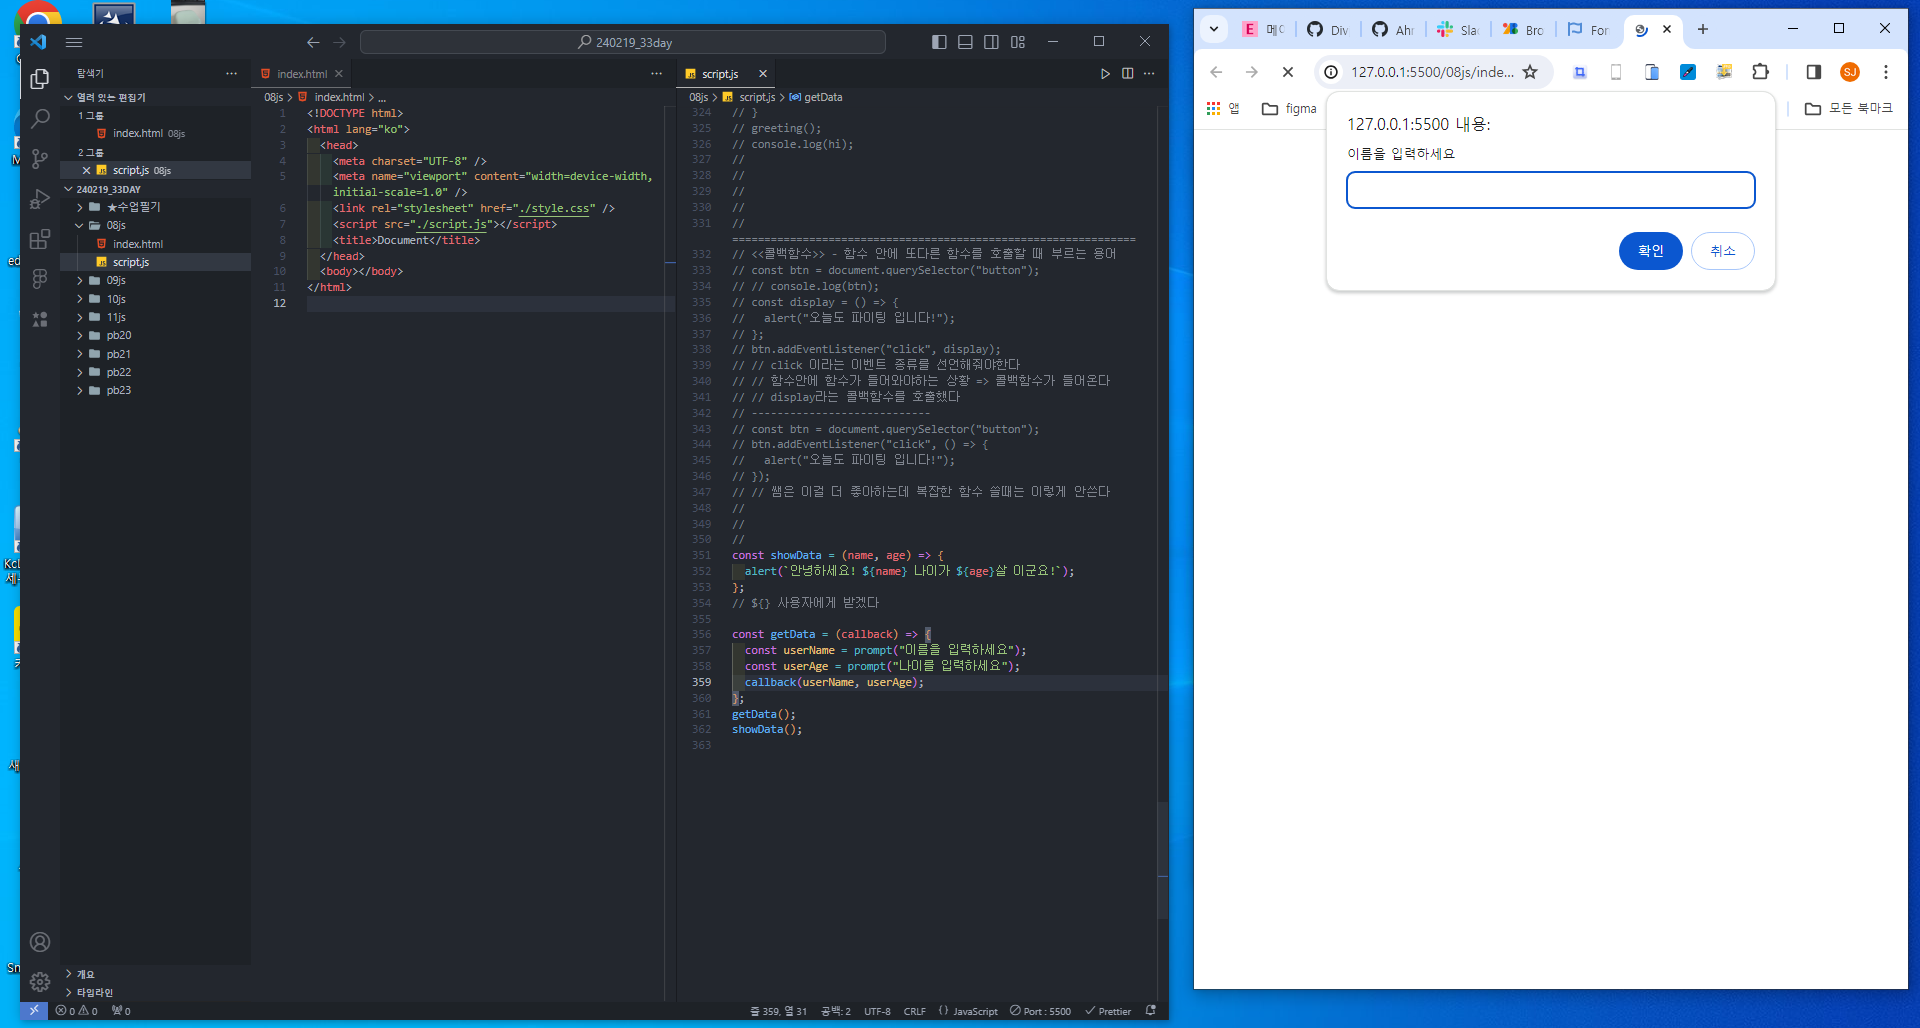 240219_33day
탐색기
열려 있는 편집기
1 그룹
index.html 08js
2 그룹
script.js 08js
240219_33DAY
★수업필기
08js
index.html
script.js
09js
10js
11js
pb20
pb21
pb22
pb23
개요
타임라인
index.html
08js > index.html > ...
1 <!DOCTYPE html>
2 <html lang="ko">
3 <head>
4 <meta charset="UTF-8" />
5 <meta name="viewport" content="width=device-width,
initial-scale=1.0" />
6 <link rel="stylesheet" href="./style.css" />
7 <script src="./script.js"></script>
8 <title>Document</title>
9 </head>
10 <body></body>
11 </html>
12
script.js
08js > script.js > getData
324 // }
325 // greeting();
326 // console.log(hi);
327 //
328 //
329 //
330 //
331 //
===============================================================
332 // <<콜백함수>> - 함수 안에 또다른 함수를 호출할 때 부르는 용어
333 // const btn = document.querySelector("button");
334 // // console.log(btn);
335 // const display = () => {
336 //   alert("오늘도 파이팅 입니다!");
337 // };
338 // btn.addEventListener("click", display);
339 // // click 이라는 이벤트 종류를 선언해줘야한다
340 // // 함수안에 함수가 들어와야하는 상황 => 콜백함수가 들어온다
341 // // display라는 콜백함수를 호출했다
342 // ----------------------------
343 // const btn = document.querySelector("button");
344 // btn.addEventListener("click", () => {
345 //   alert("오늘도 파이팅 입니다!");
346 // });
347 // // 쌤은 이걸 더 좋아하는데 복잡한 함수 쓸때는 이렇게 안쓴다
348 //
349 //
350 //
351 const showData = (name, age) => {
352   alert(`안녕하세요! ${name} 나이가 ${age}살 이군요!`);
353 };
354 // ${} 사용자에게 받겠다
355
356 const getData = (callback) => {
357   const userName = prompt("이름을 입력하세요");
358   const userAge = prompt("나이를 입력하세요");
359   callback(userName, userAge);
360 };
361 getData();
362 showData();
363
0 0 0
줄 359, 열 31 공백: 2 UTF-8 CRLF {} JavaScript Port : 5500 Prettier
E Div Ah Sla Bro For
127.0.0.1:5500/08js/inde...
SJ
앱 figma 모든 북마크
127.0.0.1:5500 내용:
이름을 입력하세요
확인 취소